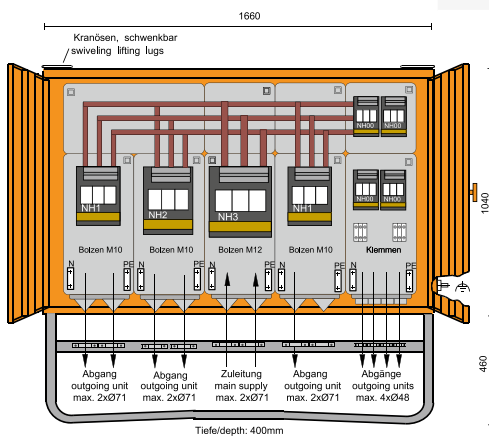 1660
Kranösen, schwenkbar
swiveling lifting lugs
NH00 NH00
NH1 NH2 NH3 NH1 NH00 NH00
Bolzen M10 Bolzen M10 Bolzen M12 Bolzen M10 Klemmen
N PE N PE N PE N PE N PE
1040
460
Abgang Abgang Zuleitung Abgang Abgänge
outgoing unit outgoing unit main supply outgoing unit outgoing units
max. 2xØ71 max. 2xØ71 max. 2xØ71 max. 2xØ71 max. 4xØ48
Tiefe/depth: 400mm